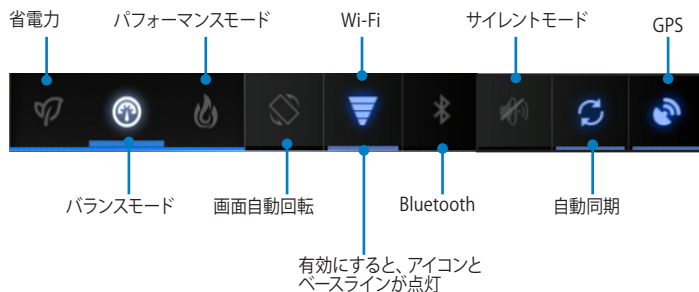 省電力
パフォーマンスモード
Wi-Fi
サイレントモード
GPS
バランスモード
画面自動回転
Bluetooth
自動同期
有効にすると、アイコンと
ベースラインが点灯